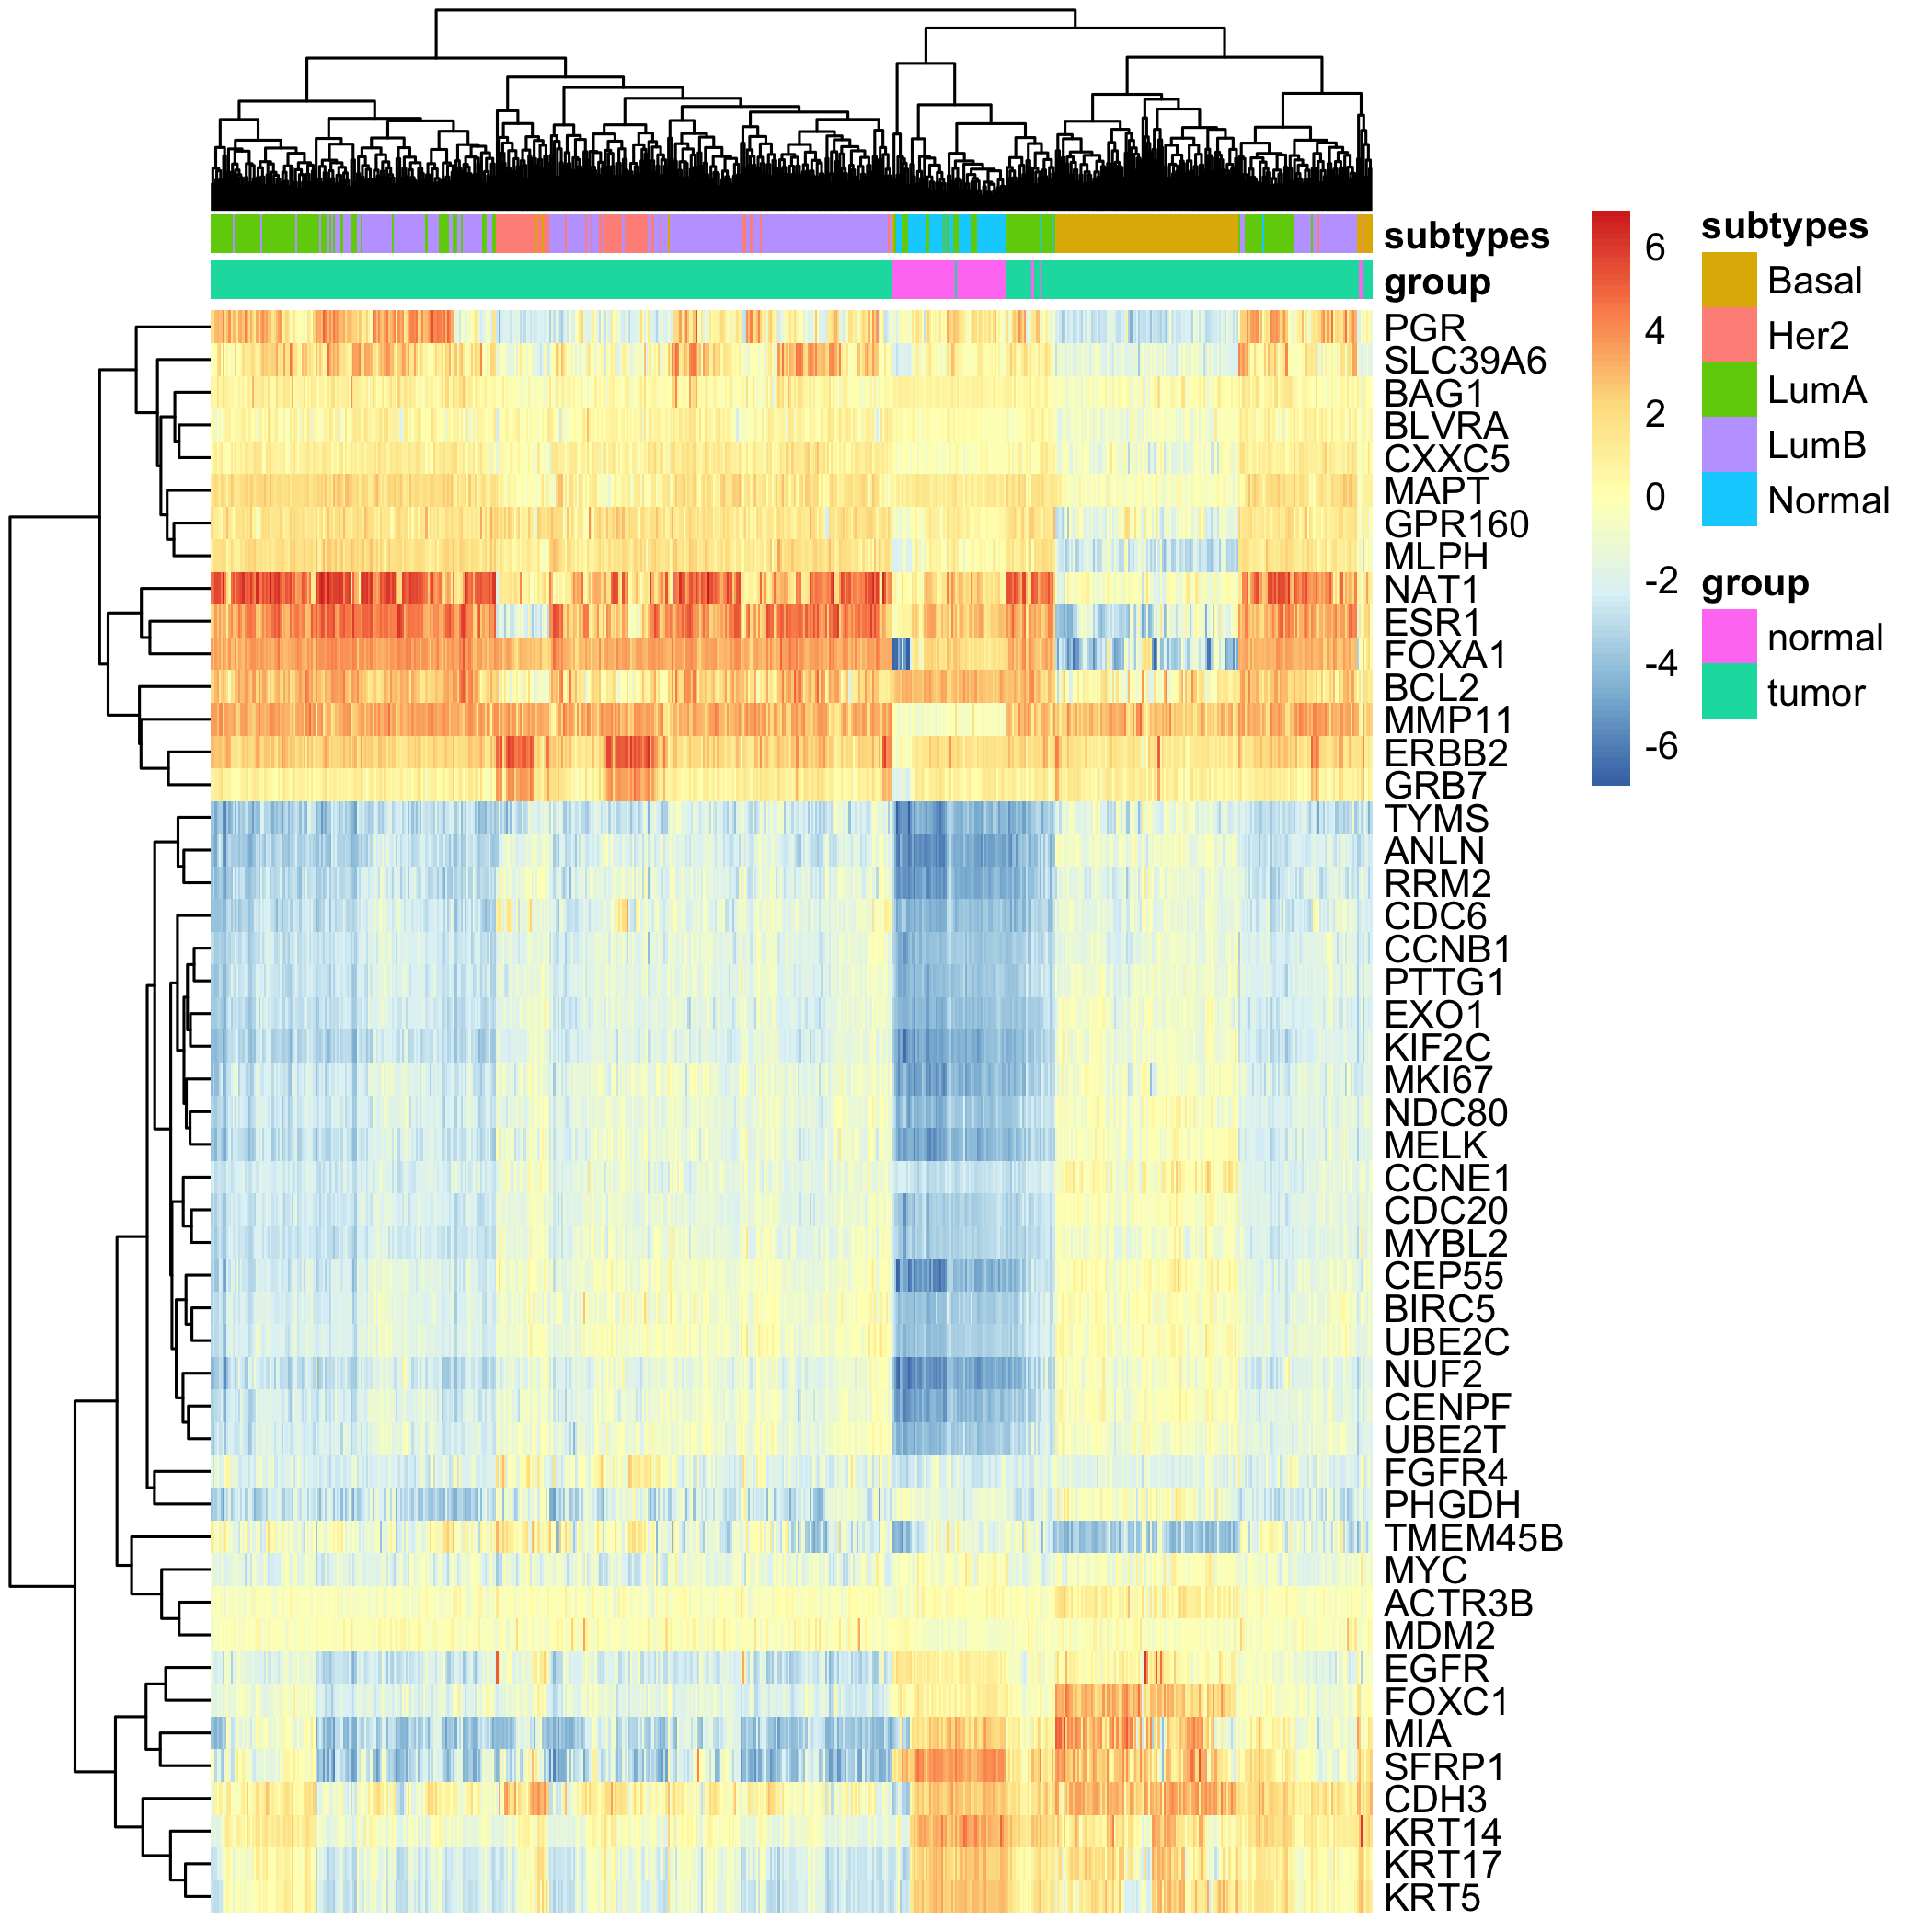 subtypes
group
PGR
SLC39A6
BAG1
BLVRA
CXXC5
MAPT
GPR160
MLPH
NAT1
ESR1
FOXA1
BCL2
MMP11
ERBB2
GRB7
TYMS
ANLN
RRM2
CDC6
CCNB1
PTTG1
EXO1
KIF2C
MKI67
NDC80
MELK
CCNE1
CDC20
MYBL2
CEP55
BIRC5
UBE2C
NUF2
CENPF
UBE2T
FGFR4
PHGDH
TMEM45B
MYC
ACTR3B
MDM2
EGFR
FOXC1
MIA
SFRP1
CDH3
KRT14
KRT17
KRT5
6
4
2
0
-2
-4
-6
subtypes
Basal
Her2
LumA
LumB
Normal
group
normal
tumor